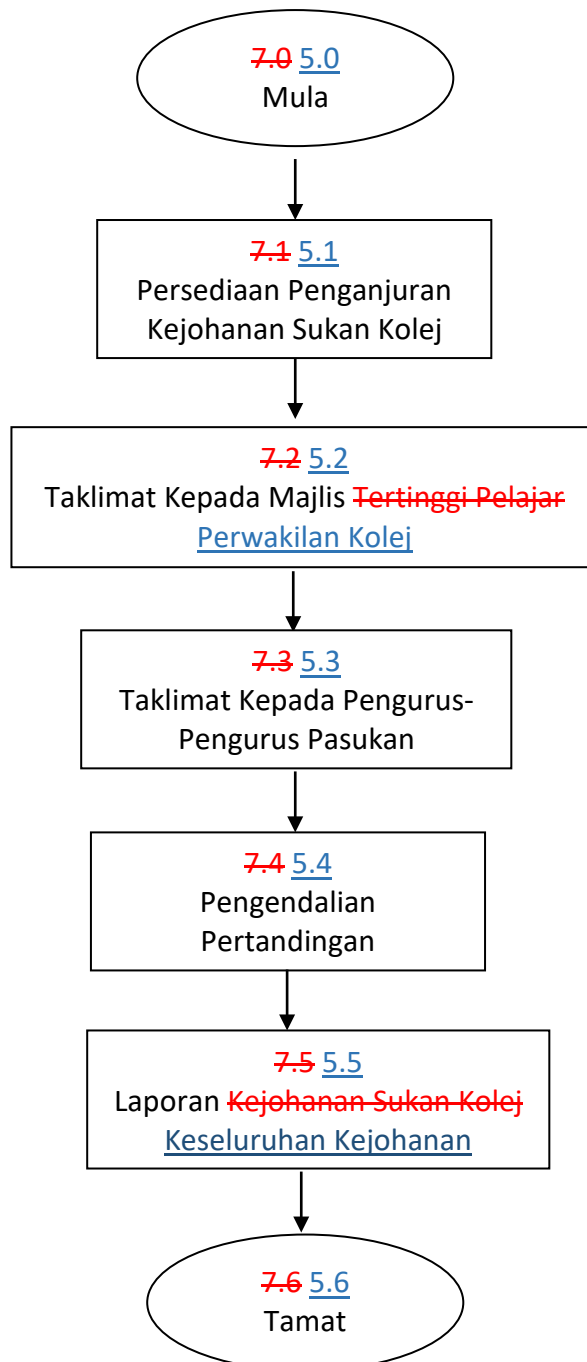 7.0 5.0
Mula
7.1 5.1
Persediaan Penganjuran
Kejohanan Sukan Kolej
7.2 5.2
Taklimat Kepada Majlis Tertinggi Pelajar
Perwakilan Kolej
7.3 5.3
Taklimat Kepada Pengurus-
Pengurus Pasukan
7.4 5.4
Pengendalian
Pertandingan
7.5 5.5
Laporan Kejohanan Sukan Kolej
Keseluruhan Kejohanan
7.6 5.6
Tamat